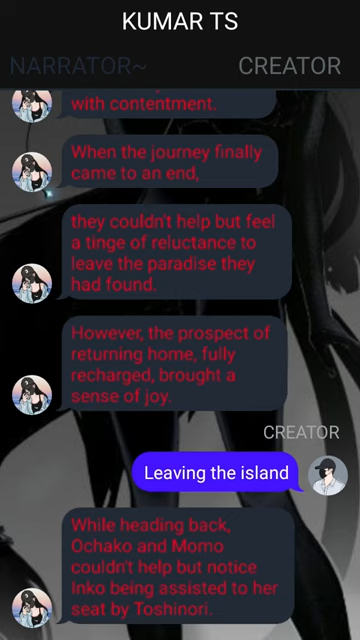 KUMAR TS
NARRATOR~
CREATOR
with contentment.
When the journey finally
came to an end,
they couldn't help but feel
a tinge of reluctance to
leave the paradise they
had found.
However, the prospect of
returning home, fully
recharged, brought a
sense of joy.
CREATOR
Leaving the island
While heading back,
Ochako and Momo
couldn't help but notice
Inko being assisted to her
seat by Toshinori.